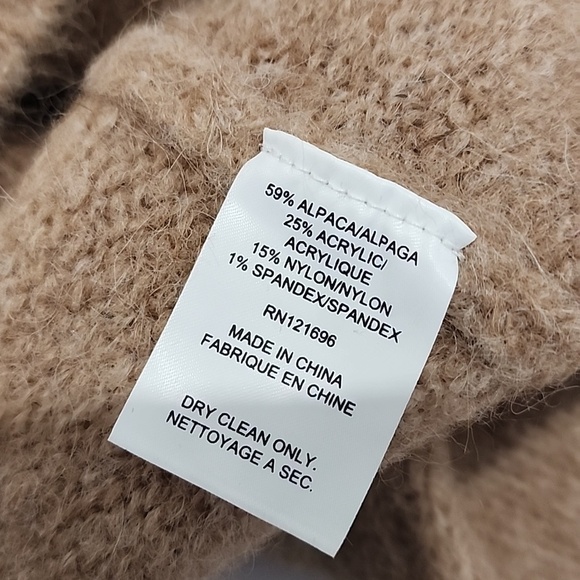 59% ALPACA/ALPAGA
25% ACRYLIC/
ACRYLIQUE
15% NYLON/NYLON
1% SPANDEX/SPANDEX
RN121696
MADE IN CHINA
FABRIQUE EN CHINE
DRY CLEAN ONLY.
NETTOYAGE A SEC.